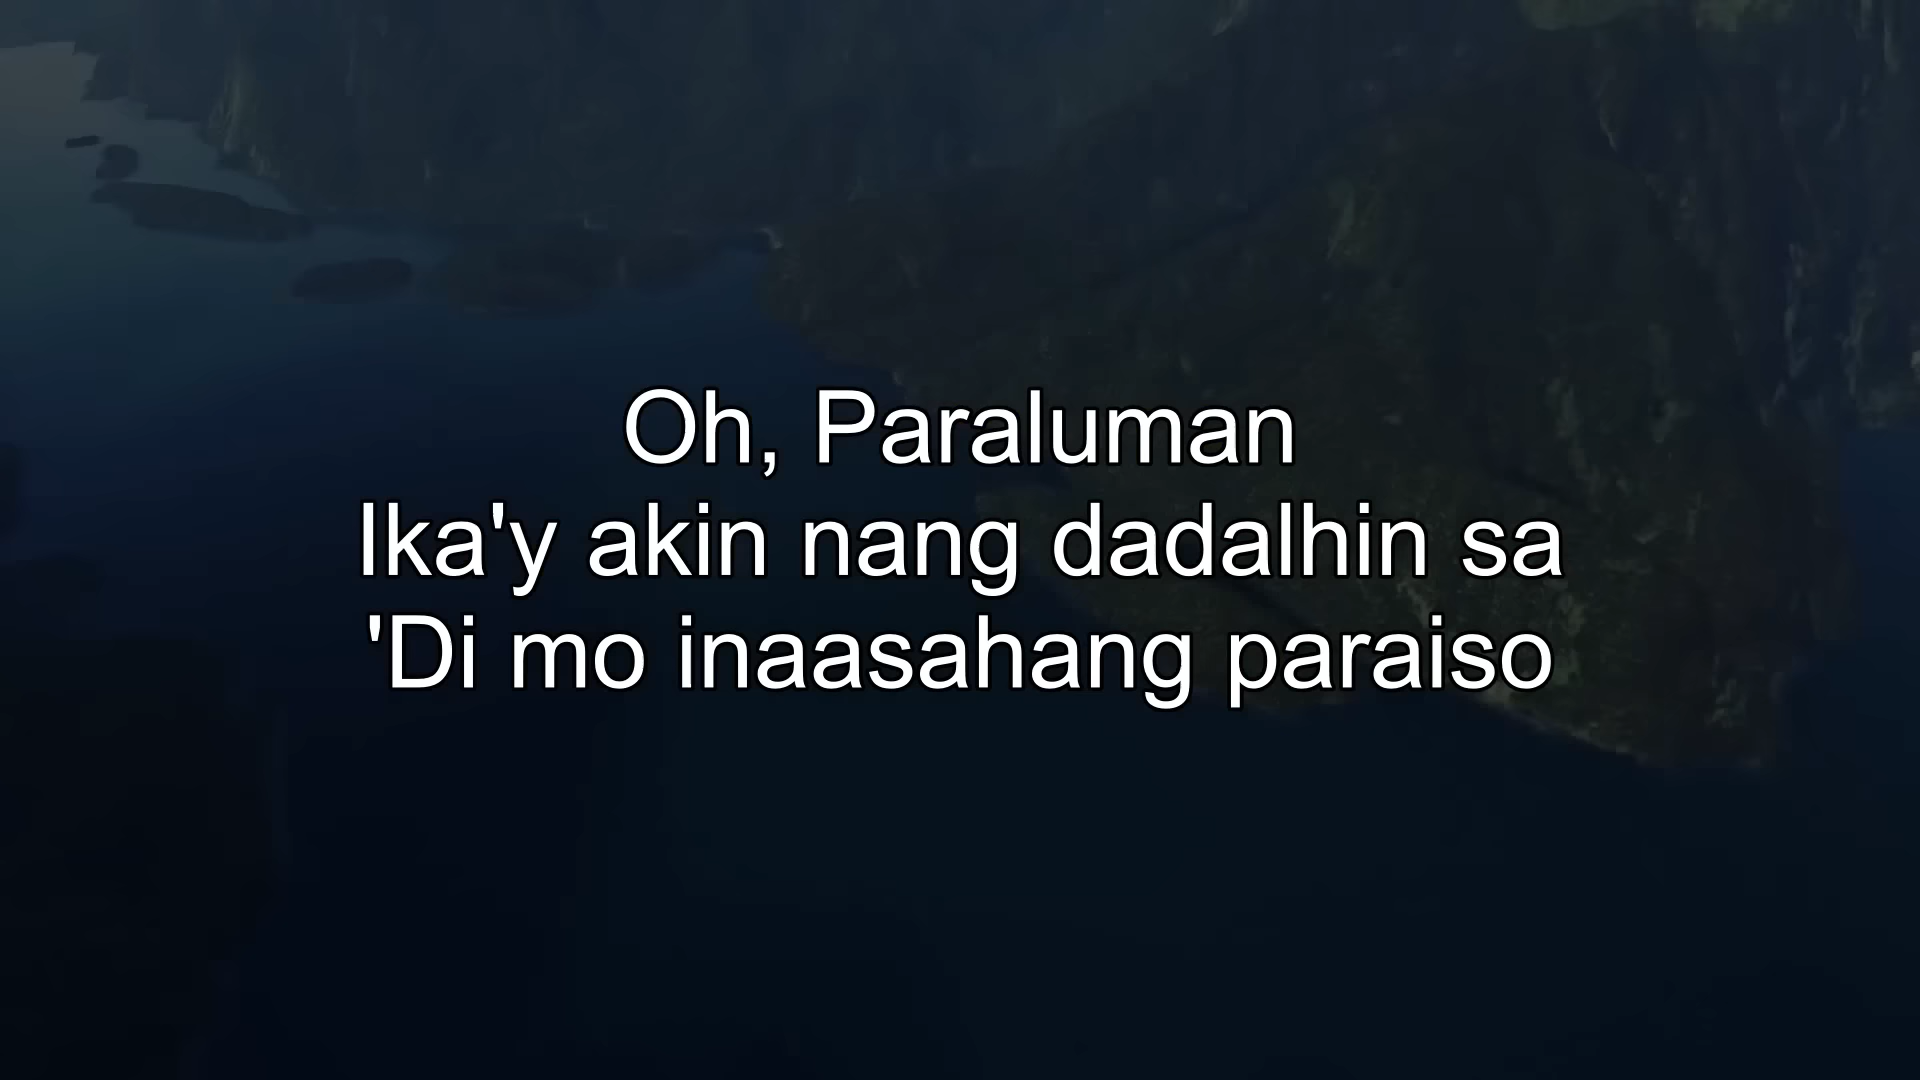 Oh, Paraluman
Ika'y akin nang dadalhin sa
'Di mo inaasahang paraiso